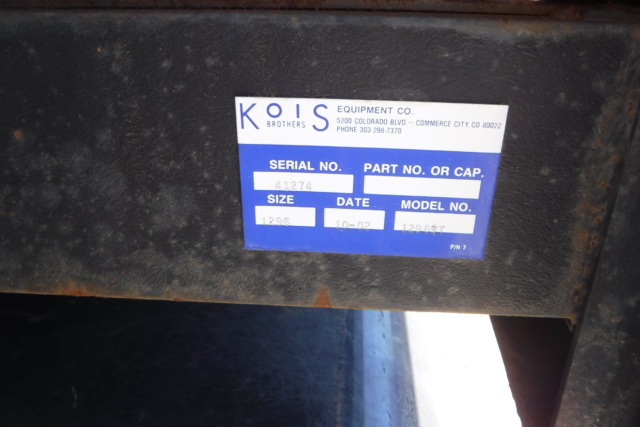 KOIS BROTHERS EQUIPMENT CO.
5200 COLORADO BLVD – COMMERCE CITY, CO 80022
PHONE 303-298-7370
SERIAL NO. PART NO. OR CAP.
41274
SIZE DATE MODEL NO.
1296 10-02
P/N 7